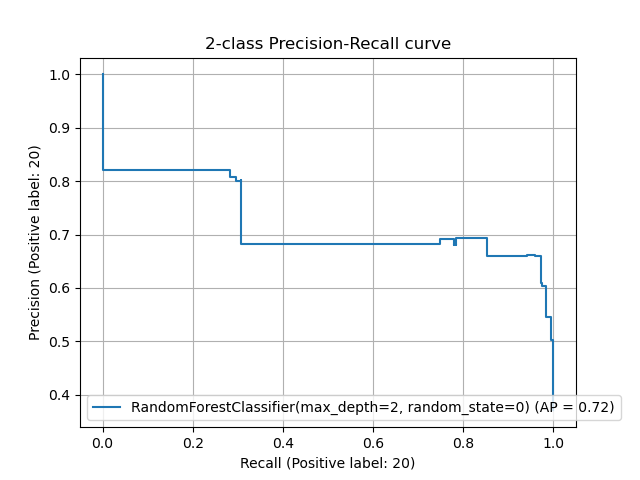 2-class Precision-Recall curve
Precision (Positive label: 20)
1.0
0.9
0.8
0.7
0.6
0.5
0.4
RandomForestClassifier(max_depth=2, random_state=0) (AP = 0.72)
0.0 0.2 0.4 0.6 0.8 1.0
Recall (Positive label: 20)